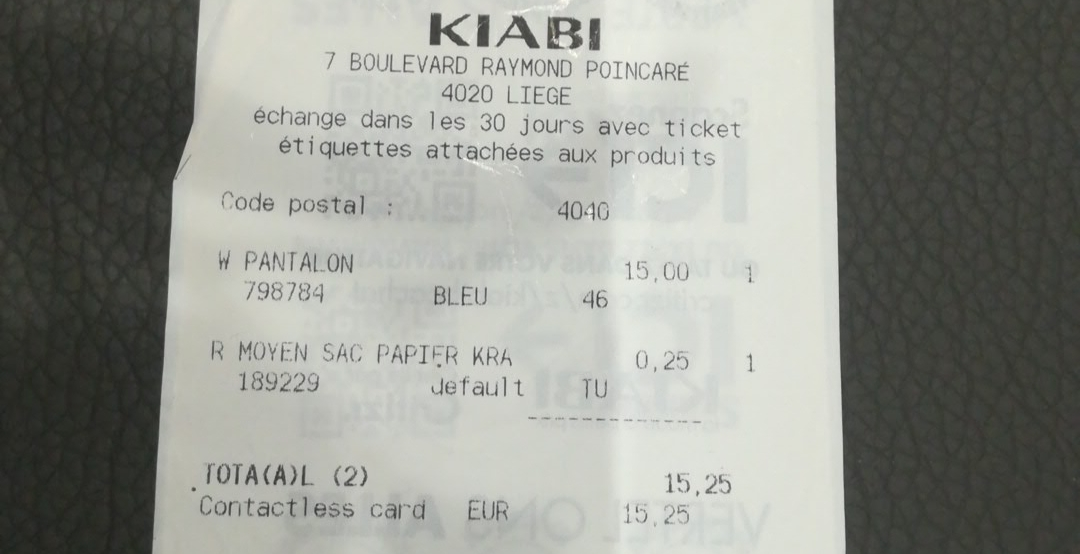 KIABI
7 BOULEVARD RAYMOND POINCARÉ
4020 LIEGE
échange dans les 30 jours avec ticket
étiquettes attachées aux produits
Code postal : 4040
W PANTALON 15,00 1
798784 BLEU 46
R MOYEN SAC PAPIER KRA 0,25 1
189229 default TU
--------------
TOTA(A)L (2) 15,25
Contactless card EUR 15,25